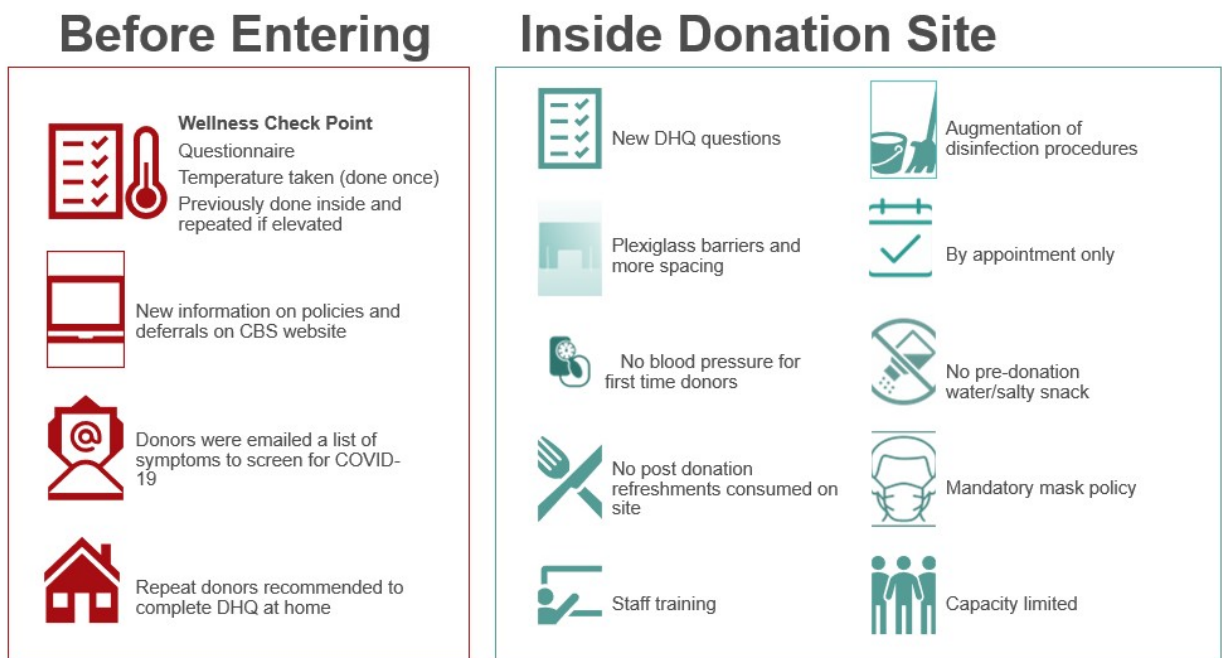 Before Entering
Wellness Check Point
Questionnaire
Temperature taken (done once)
Previously done inside and
repeated if elevated
New information on policies and
deferrals on CBS website
@
Donors were emailed a list of
symptoms to screen for COVID-
19
Repeat donors recommended to
complete DHQ at home
Inside Donation Site
New DHQ questions
Plexiglass barriers and
more spacing
No blood pressure for
first time donors
No post donation
refreshments consumed on
site
Staff training
Augmentation of
disinfection procedures
By appointment only
No pre-donation
water/salty snack
Mandatory mask policy
Capacity limited